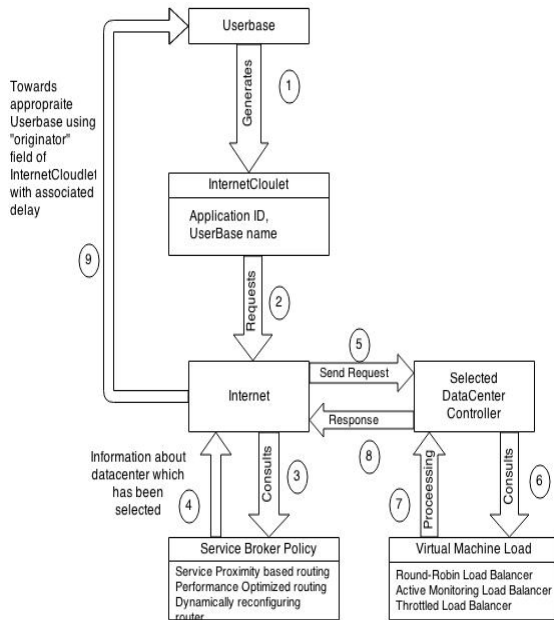 Userbase
Towards
appropraite
Userbase using
"originator"
field of
InternetCloudlet
with associated
delay
1
Generates
InternetCloulet
Application ID,
UserBase name
9
Requests
2
5
Send Request
Internet
Selected
DataCenter
Controller
Response
8
Information about
datacenter which
has been
selected
4
Consults
3
7
Proceessing
Consults
6
Service Broker Policy
Service Proximity based routing
Performance Optimized routing
Dynamically reconfiguring
router
Virtual Machine Load
Round-Robin Load Balancer
Active Monitoring Load Balancer
Throttled Load Balancer